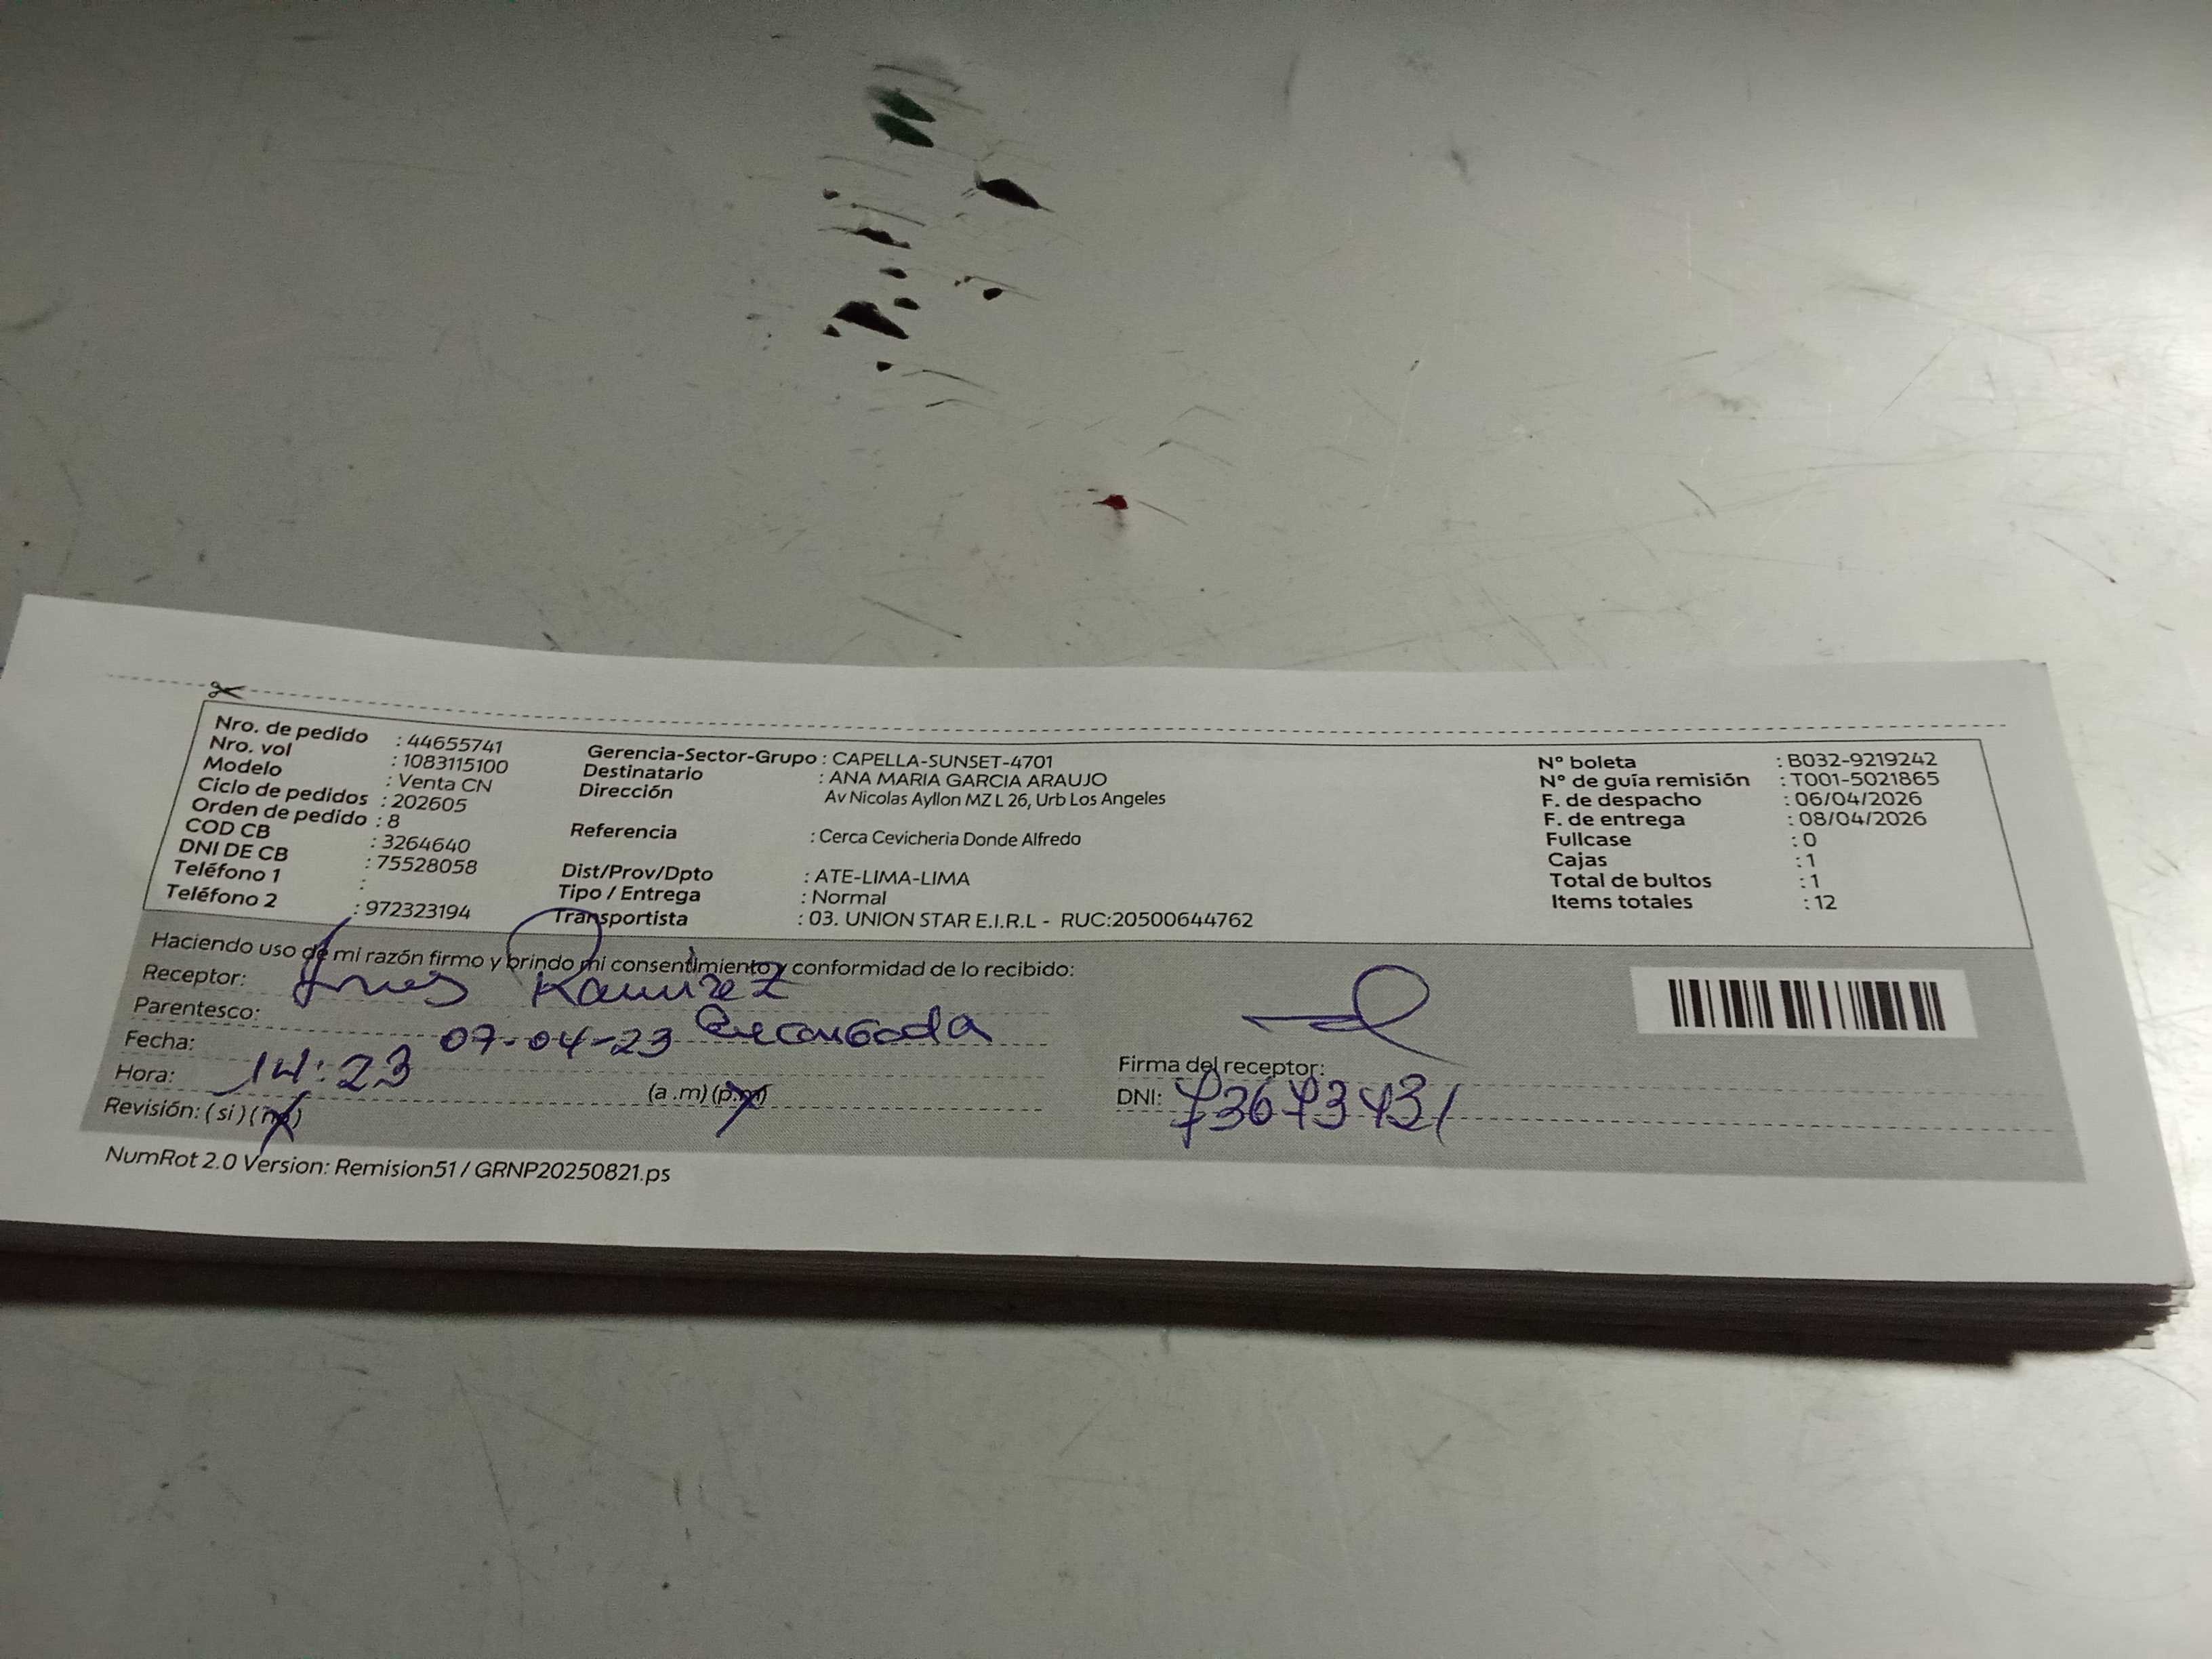 Nro. de pedido : 44655741
Nro. vol : 1083115100
Modelo : Venta CN
Ciclo de pedidos : 202605
Orden de pedido : 8
COD CB : 3264640
DNI DE CB : 75528058
Teléfono 1 :
Teléfono 2 : 972323194
Gerencia-Sector-Grupo : CAPELLA-SUNSET-4701
Destinatario : ANA MARIA GARCIA ARAUJO
Dirección Av Nicolas Ayllon MZ L 26, Urb Los Angeles
Referencia : Cerca Cevicheria Donde Alfredo
Dist/Prov/Dpto : ATE-LIMA-LIMA
Tipo / Entrega : Normal
Transportista : 03. UNION STAR E.I.R.L - RUC:20500644762
N° boleta : B032-9219242
N° de guía remisión : T001-5021865
F. de despacho : 06/04/2026
F. de entrega : 08/04/2026
Fullcase : 0
Cajas : 1
Total de bultos : 1
Items totales : 12
Haciendo uso de mi razón firmo y brindo mi consentimiento y conformidad de lo recibido:
Receptor: Ines Ramirez
Parentesco: Encargada
Fecha: 07-04-23
Hora: 14:23 (a .m) (p.m)
Revisión: ( si ) ( no )
Firma del receptor:
DNI:
NumRot 2.0 Version: Remision51 / GRNP20250821.ps